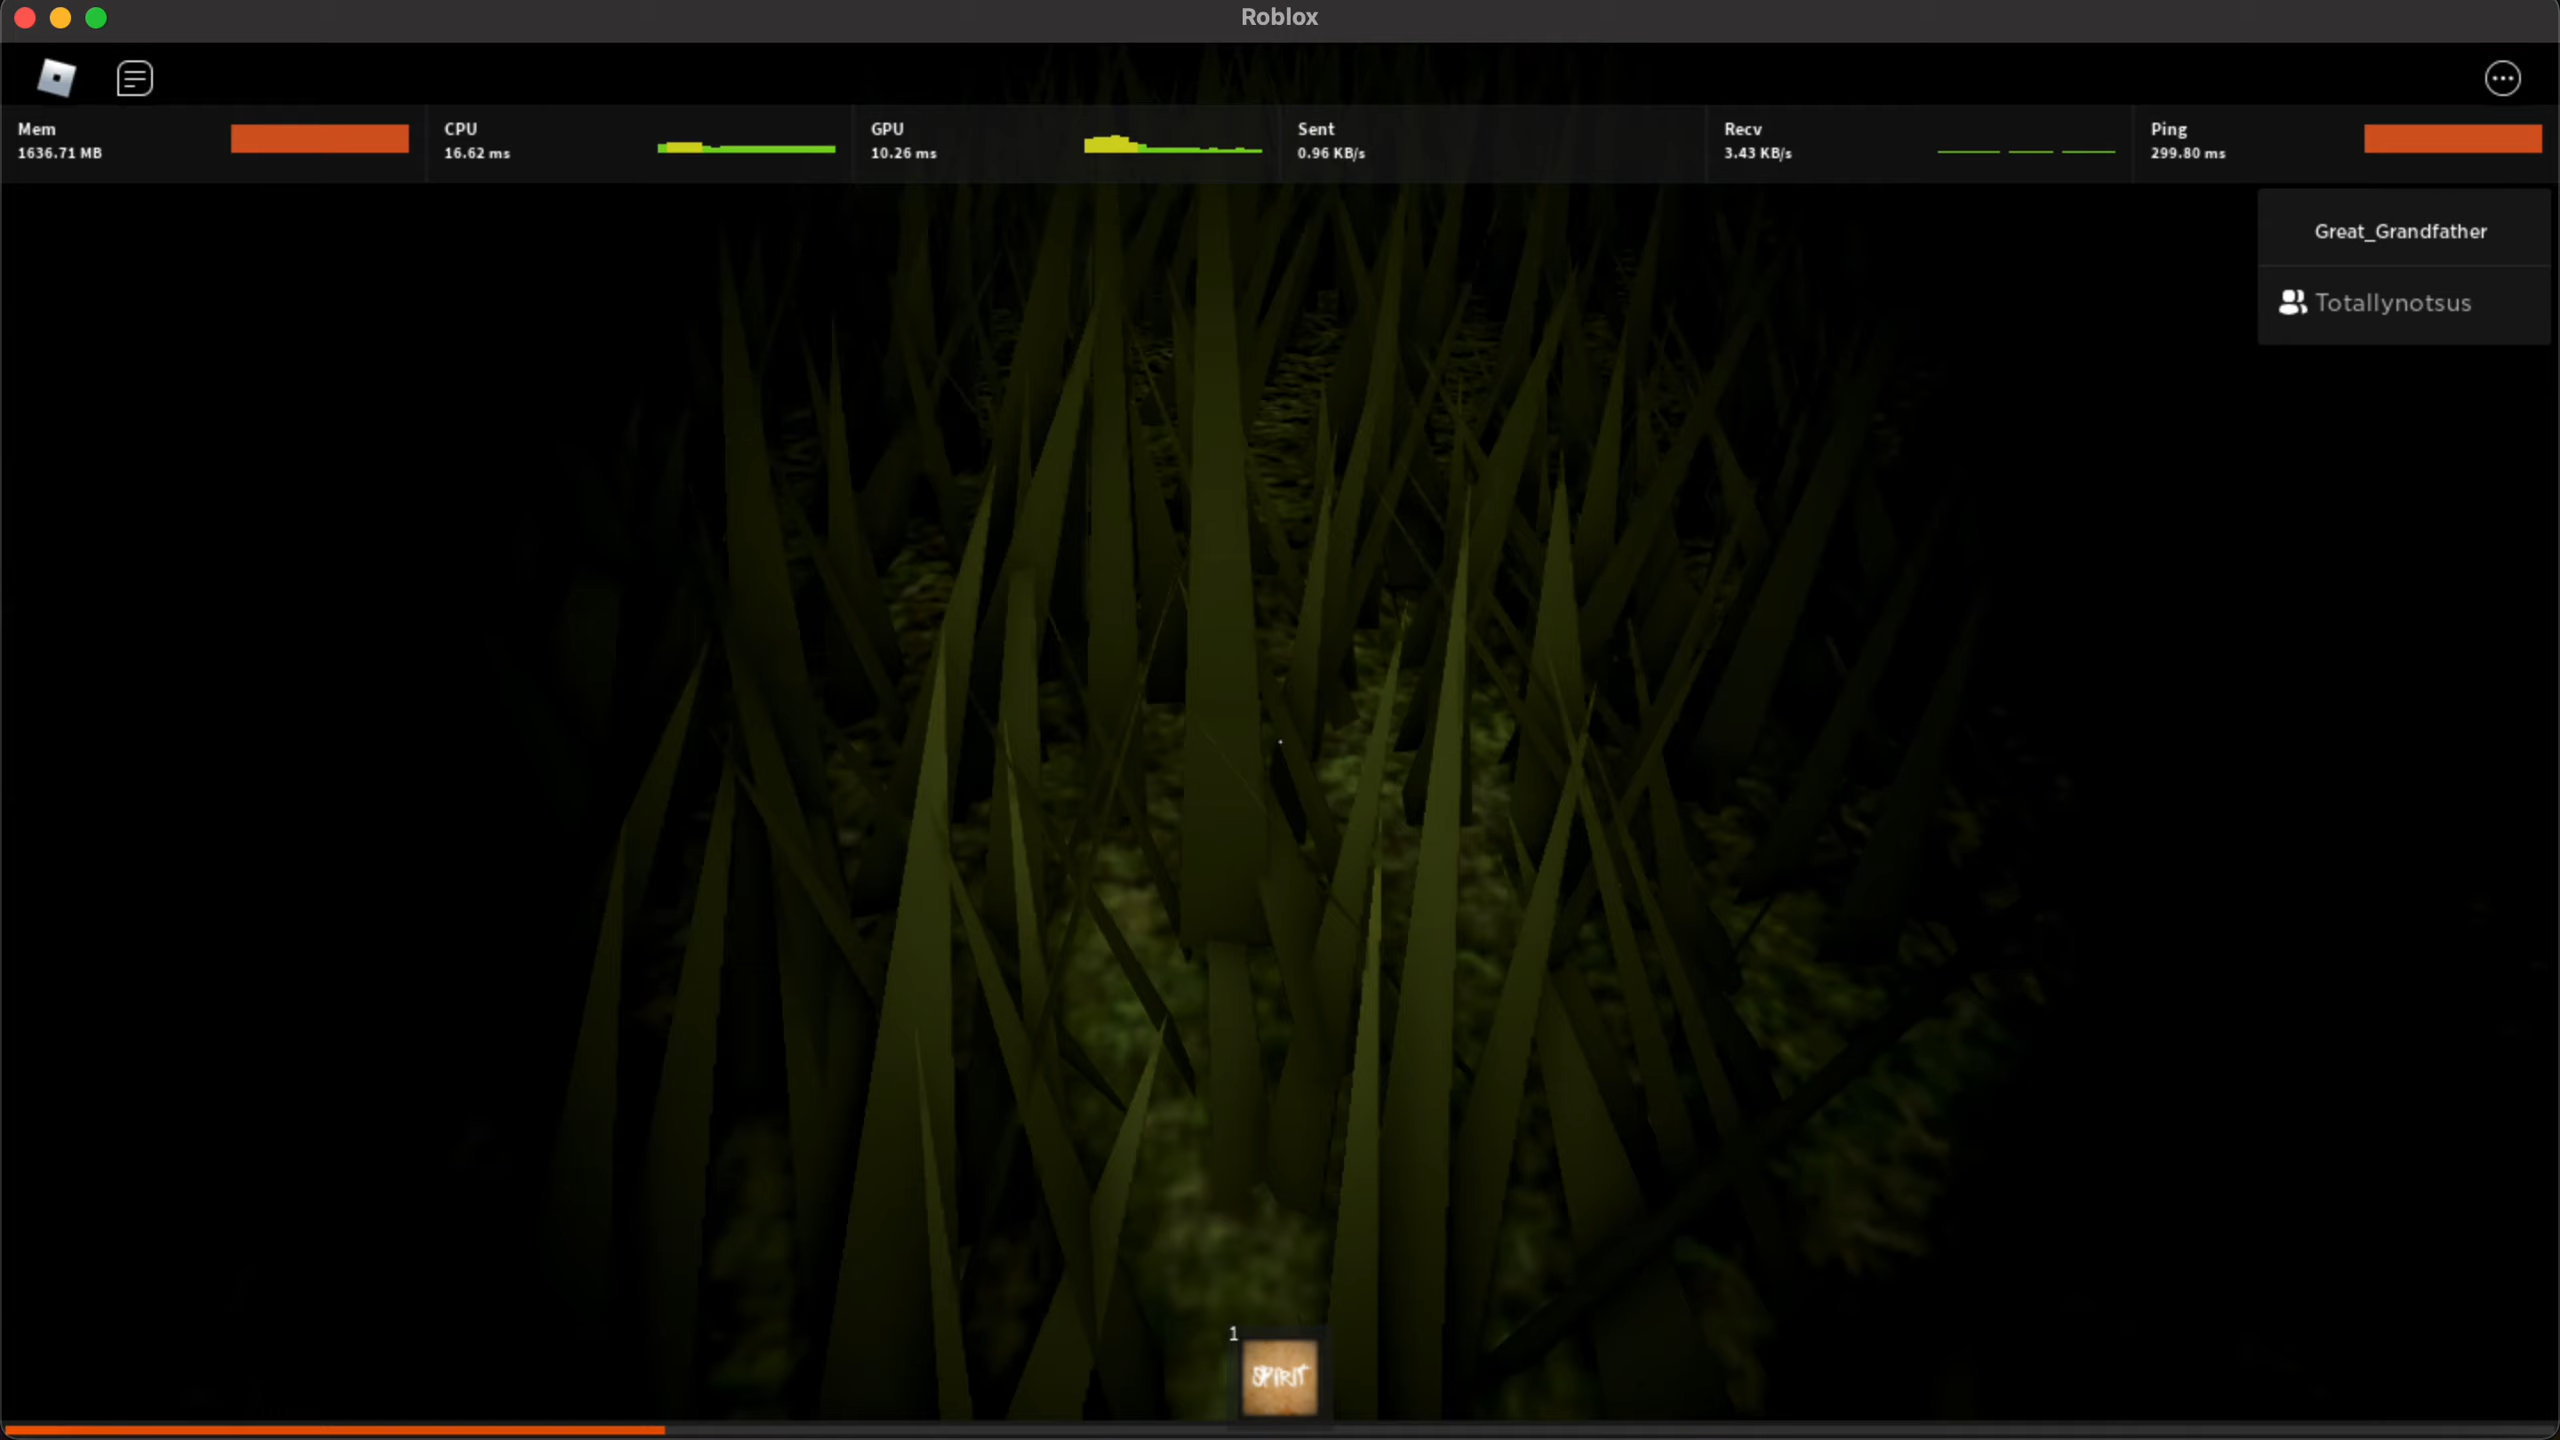 Roblox
Mem
1636.71 MB
CPU
16.62 ms
GPU
10.26 ms
Sent
0.96 KB/s
Recv
3.43 KB/s
Ping
299.80 ms
Great_Grandfather
Totallynotsus
1
SPIRIT